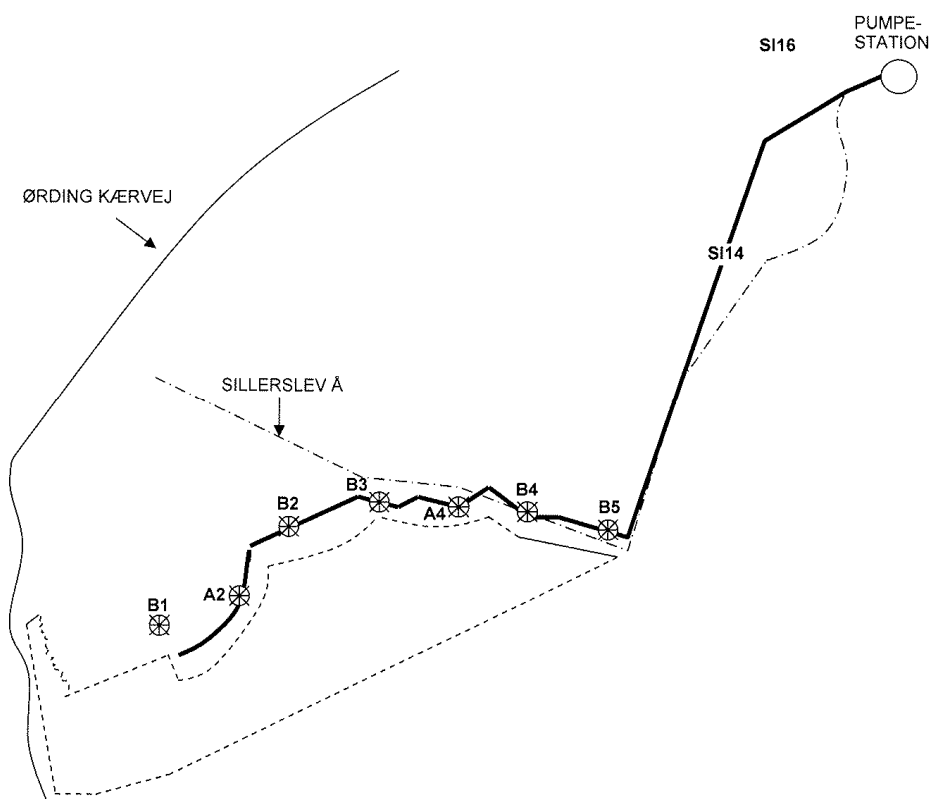 PUMPE-
STATION
SI16
ØRDING KÆRVEJ
SI14
SILLERSLEV Å
B3
B2
A4
B4
B5
A2
B1